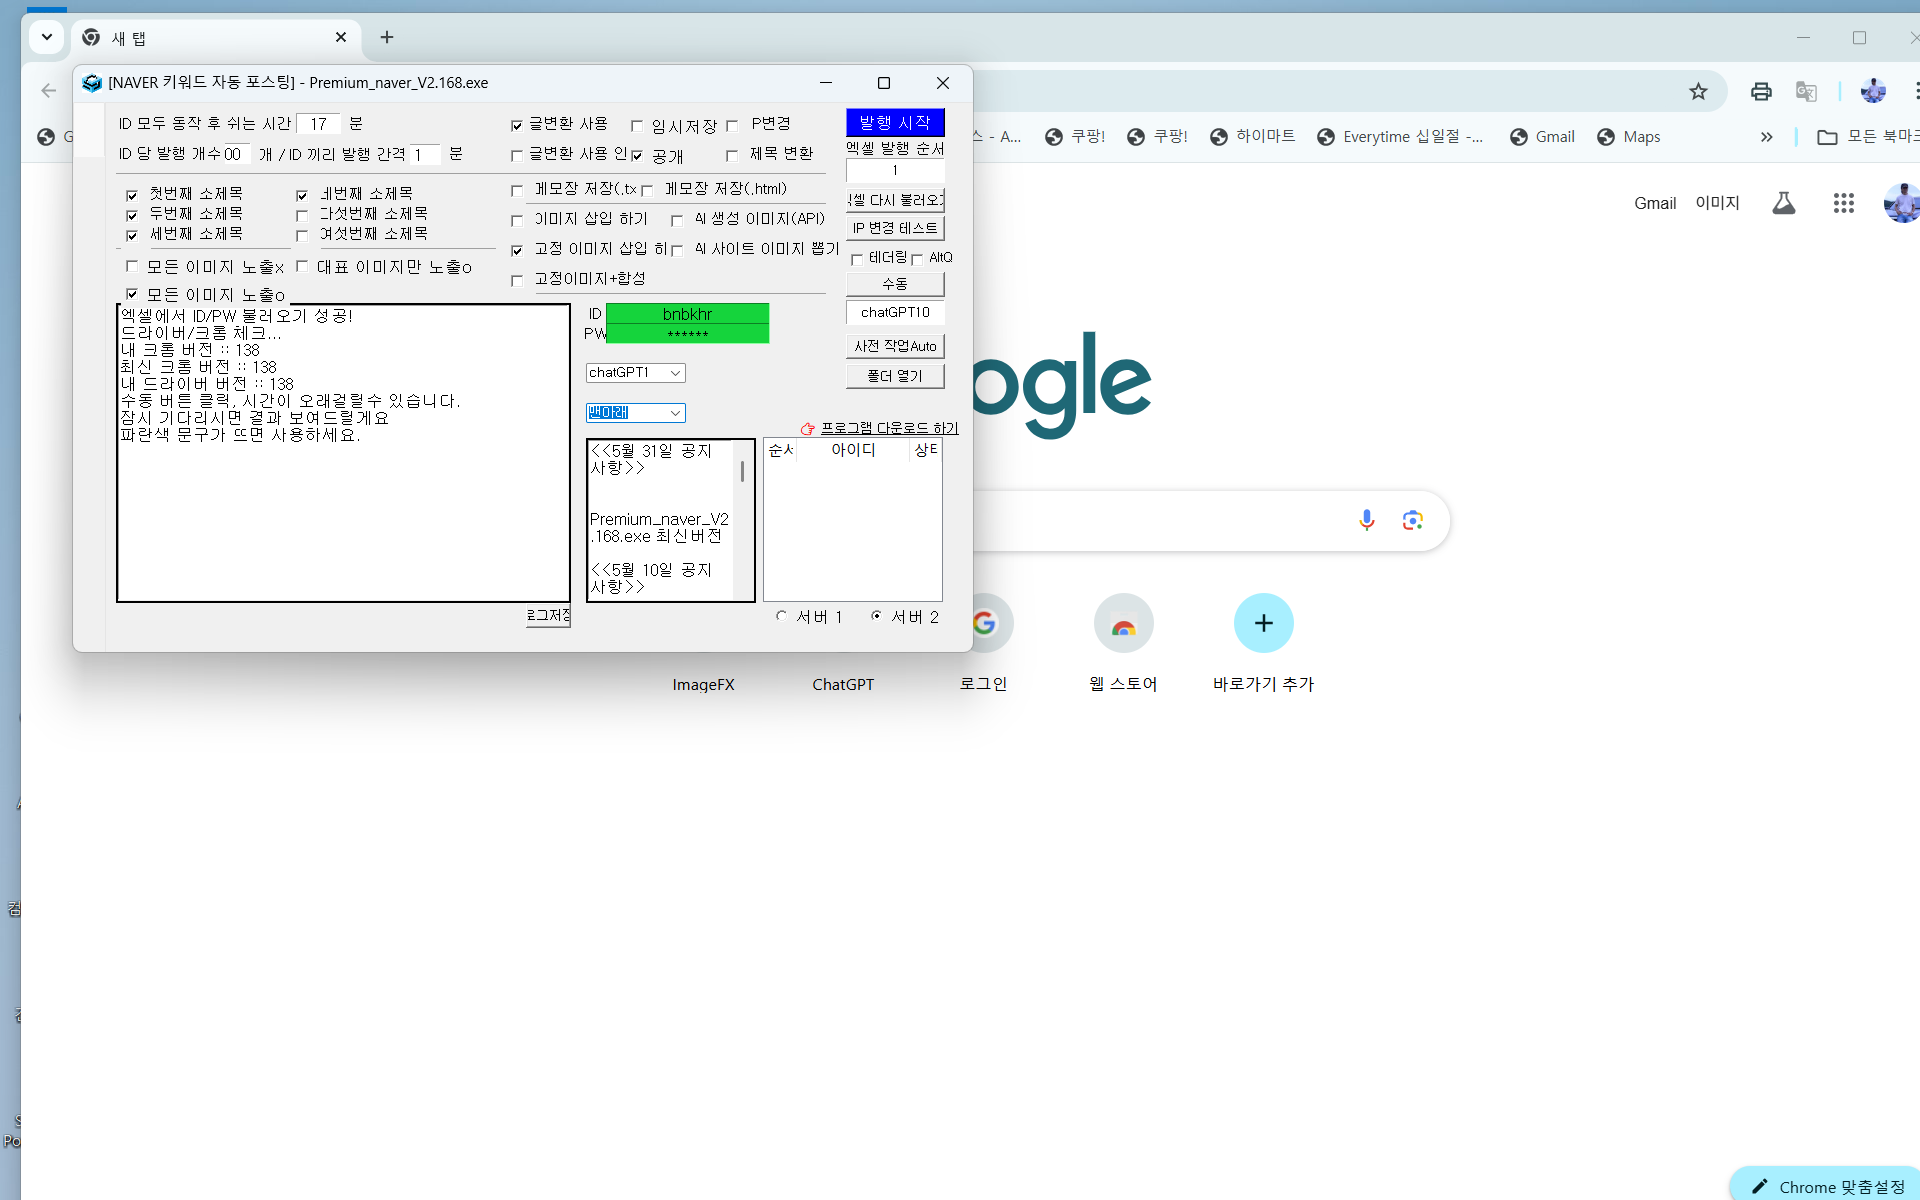 새 탭
[NAVER 키워드 자동 포스팅] - Premium_naver_V2.168.exe
ID 모두 동작 후 쉬는 시간 17 분
글변환 사용 임시저장 P변경
발행 시작
ID 당 발행 개수 00 개 / ID 끼리 발행 간격 1 분
글변환 사용 인 공개 제목 변환
엑셀 발행 순서
1
첫번째 소제목 네번째 소제목
두번째 소제목 다섯번째 소제목
세번째 소제목 여섯번째 소제목
메모장 저장(.tx 메모장 저장(.html)
이미지 삽입 하기 AI 생성 이미지(API)
고정 이미지 삽입 히 AI 사이트 이미지 뽑기
고정이미지+합성
셀 다시 불러오
IP 변경 테스트
테더링 AltQ
수동
chatGPT10
사전 작업Auto
폴더 열기
모든 이미지 노출x 대표 이미지만 노출o
모든 이미지 노출o
엑셀에서 ID/PW 불러오기 성공!
드라이버/크롬 체크...
내 크롬 버전 :: 138
최신 크롬 버전 :: 138
내 드라이버 버전 :: 138
수동 버튼 클릭, 시간이 오래걸릴수 있습니다.
잠시 기다리시면 결과 보여드릴게요
파란색 문구가 뜨면 사용하세요.
ID bnbkhr
PW ******
chatGPT1
맨아래
프로그램 다운로드 하기
<<5월 31일 공지
사항>>
Premium_naver_V2
.168.exe 최신버전
<<5월 10일 공지
사항>>
순서 아이디 상태
로그저장
서버 1 서버 2
G
스 - A...
쿠팡!
쿠팡!
하이마트
Everytime 십일절 -...
Gmail
Maps
모든 북마크
Gmail 이미지
ogle
ImageFX
ChatGPT
로그인
웹 스토어
바로가기 추가
컴
S
Po
Chrome 맞춤설정